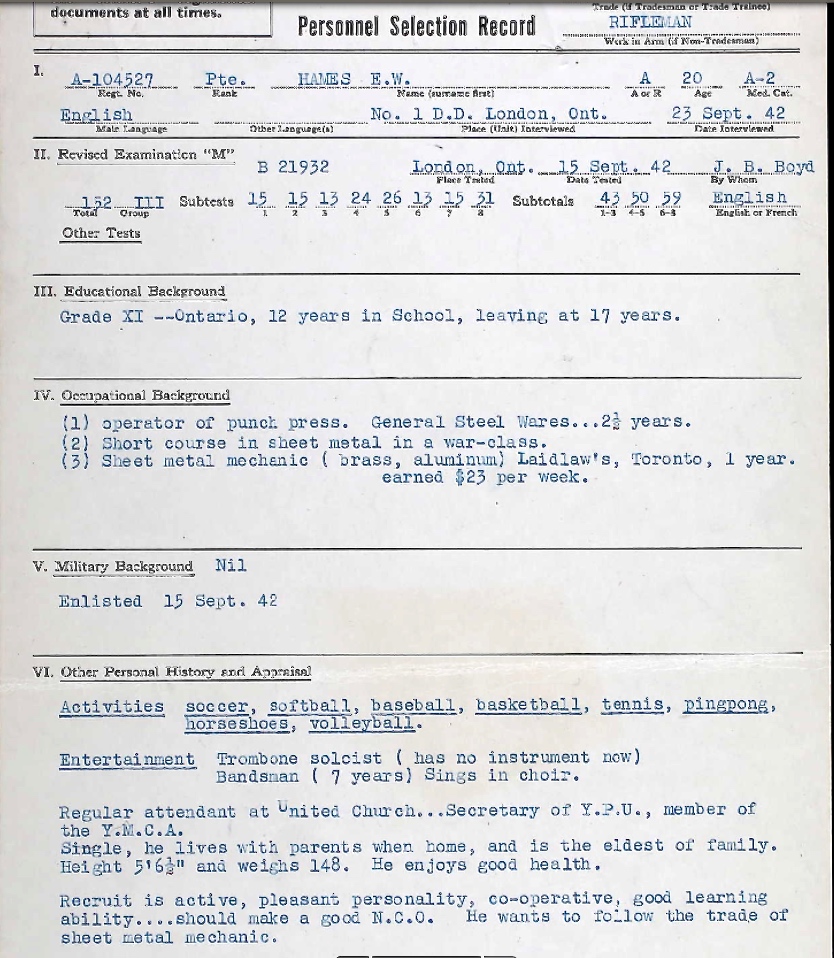 documents at all times.
Personnel Selection Record
Trade (if Tradesman or Trade Trainee)
RIFLEMAN
Work in Arm (if Non-Tradesman)
I. A-104527 Pte. HAMES E.W. A 20 A-2
Regt. No. Rank Name (surname first) A or R Age Med. Cat.
English No. 1 D.D. London, Ont. 23 Sept. 42
Main Language Other Language(s) Place (Unit) Interviewed Date Interviewed
II. Revised Examination "M" B 21932 London, Ont. 15 Sept. 42 J. B. Boyd
Place Tested Date Tested By Whom
152 III Subtests 15 15 13 24 26 13 15 31 Subtotals 43 50 59 English
Total Group 1 2 3 4 5 6 7 8 1-3 4-5 6-8 English or French
Other Tests
III. Educational Background
Grade XI --Ontario, 12 years in School, leaving at 17 years.
IV. Occupational Background
(1) operator of punch press. General Steel Wares...2½ years.
(2) Short course in sheet metal in a war-class.
(3) Sheet metal mechanic ( brass, aluminum) Laidlaw's, Toronto, 1 year.
earned $23 per week.
V. Military Background Nil
Enlisted 15 Sept. 42
VI. Other Personal History and Appraisal
Activities soccer, softball, baseball, basketball, tennis, pingpong,
horseshoes, volleyball.
Entertainment Trombone soloist ( has no instrument now)
Bandsman ( 7 years) Sings in choir.
Regular attendant at United Church...Secretary of Y.P.U., member of
the Y.M.C.A.
Single, he lives with parents when home, and is the eldest of family.
Height 5'6½" and weighs 148. He enjoys good health.
Recruit is active, pleasant personality, co-operative, good learning
ability....should make a good N.C.O. He wants to follow the trade of
sheet metal mechanic.